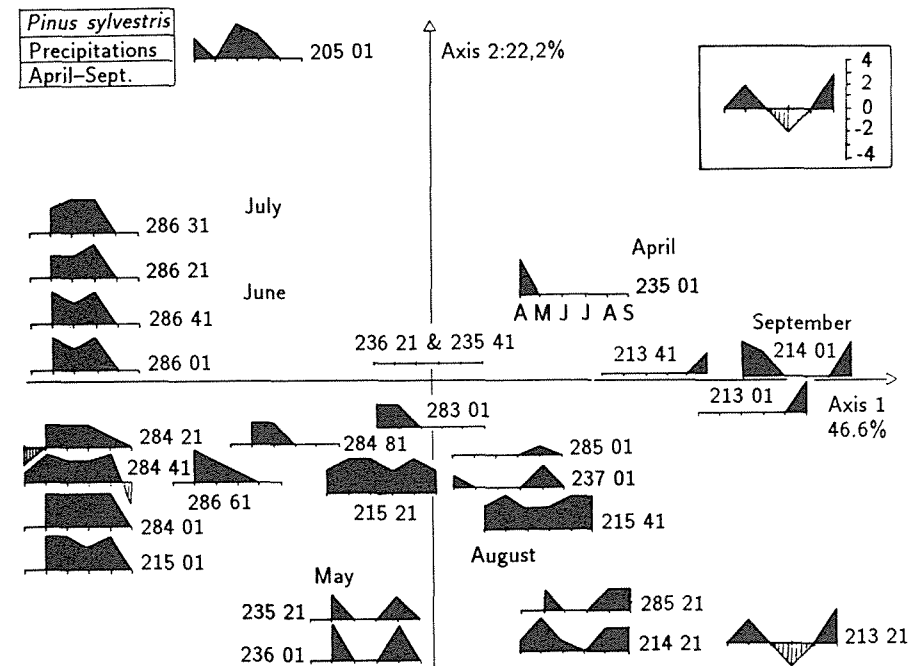 Pinus sylvestris
Precipitations
April–Sept.
205 01
Axis 2:22,2%
4
2
0
-2
-4
286 31
July
286 21
June
286 41
286 01
April
235 01
A M J J A S
236 21 & 235 41
September
213 41
214 01
213 01
Axis 1
46.6%
283 01
284 21
284 81
285 01
284 41
286 61
237 01
215 21
215 41
284 01
215 01
August
May
235 21
285 21
236 01
214 21
213 21